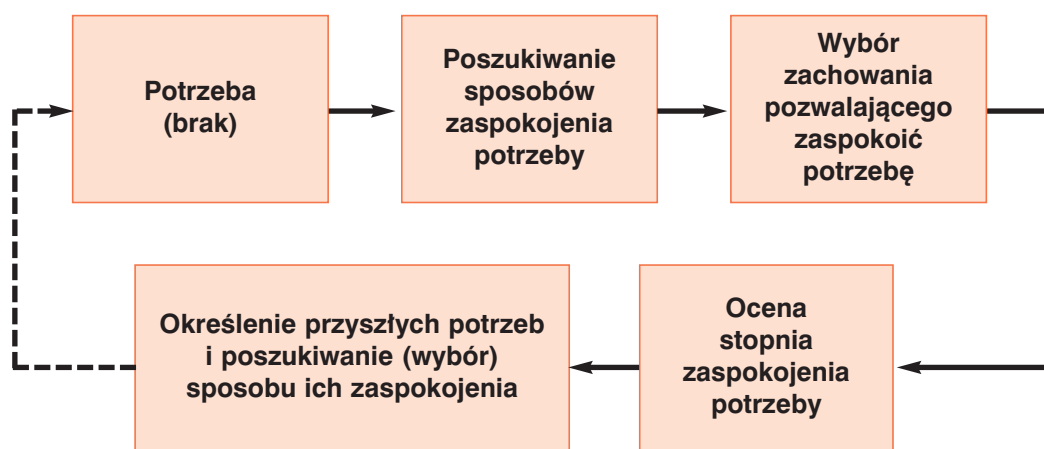 Potrzeba
(brak)
Poszukiwanie
sposobów
zaspokojenia
potrzeby
Wybór
zachowania
pozwalającego
zaspokoić
potrzebę
Określenie przyszłych potrzeb
i poszukiwanie (wybór)
sposobu ich zaspokojenia
Ocena
stopnia
zaspokojenia
potrzeby